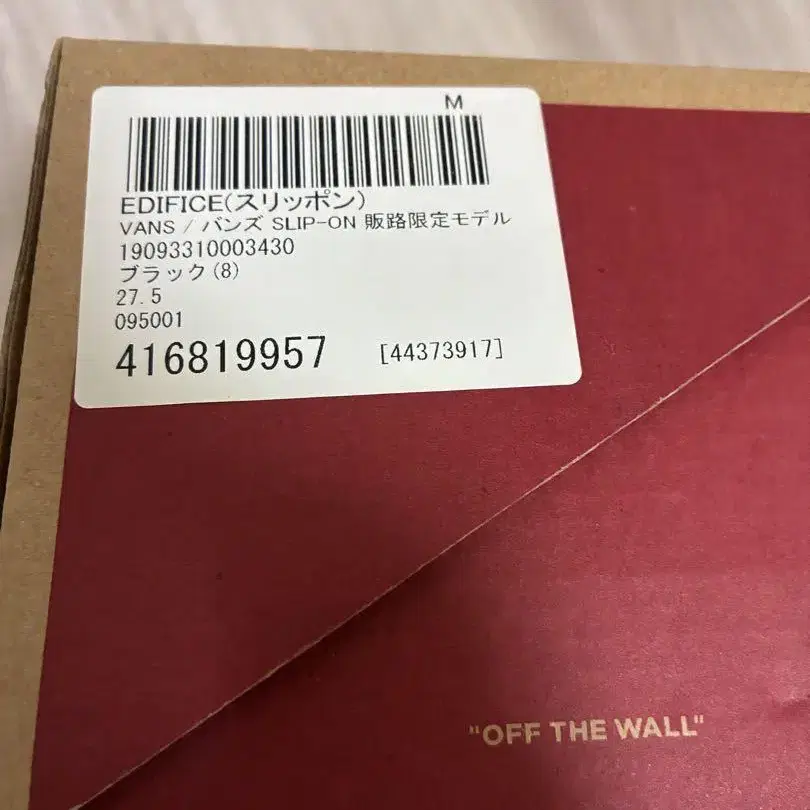 M
EDIFICE(スリッポン)
VANS / バンズ SLIP-ON 販路限定モデル
19093310003430
ブラック(8)
27.5
095001
416819957 [44373917]
"OFF THE WALL"